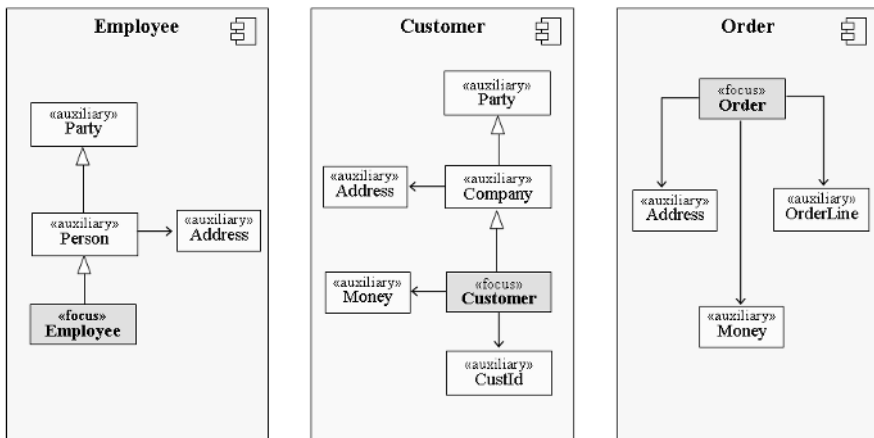 Employee
«auxiliary»
Party
«auxiliary»
Person
«auxiliary»
Address
«focus»
Employee
Customer
«auxiliary»
Party
«auxiliary»
Address
«auxiliary»
Company
«auxiliary»
Money
«focus»
Customer
«auxiliary»
CustId
Order
«focus»
Order
«auxiliary»
Address
«auxiliary»
OrderLine
«auxiliary»
Money